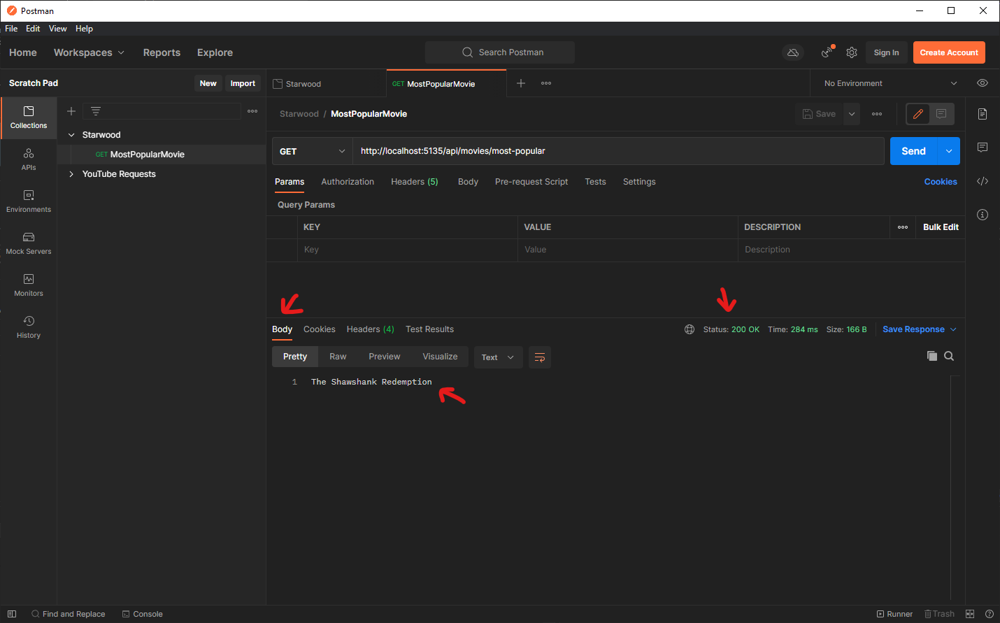 Postman
File Edit View Help
Home Workspaces Reports Explore Search Postman Sign In Create Account
Scratch Pad New Import Starwood GET MostPopularMovie No Environment
Starwood / MostPopularMovie Save
Collections
Starwood
GET MostPopularMovie
YouTube Requests
APIs
Environments
Mock Servers
Monitors
History
GET http://localhost:5135/api/movies/most-popular Send
Params Authorization Headers (5) Body Pre-request Script Tests Settings Cookies
Query Params
KEY VALUE DESCRIPTION Bulk Edit
Key Value Description
Body Cookies Headers (4) Test Results Status: 200 OK Time: 284 ms Size: 166 B Save Response
Pretty Raw Preview Visualize Text
1 The Shawshank Redemption
Find and Replace Console Runner Trash